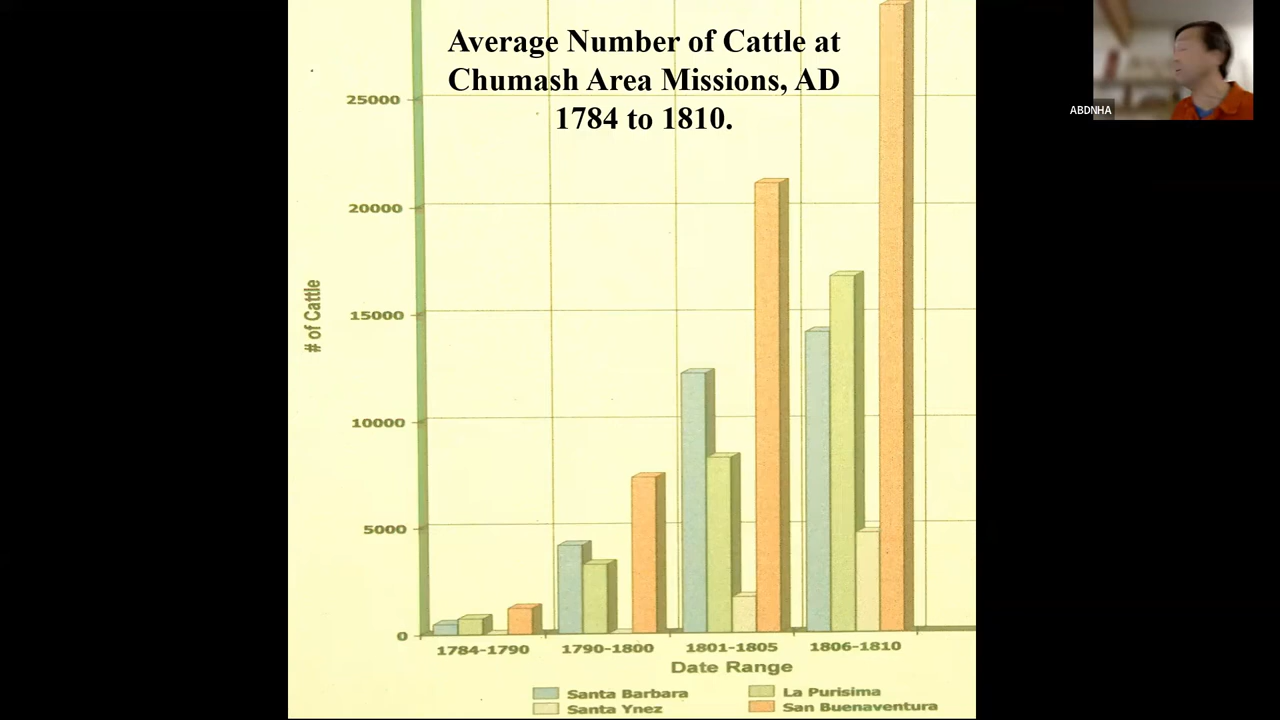 Average Number of Cattle at
Chumash Area Missions, AD
1784 to 1810.
ABDNHA
25000
20000
15000
10000
5000
0
# of Cattle
1784-1790 1790-1800 1801-1805 1806-1810
Date Range
Santa Barbara La Purisima
Santa Ynez San Buenaventura